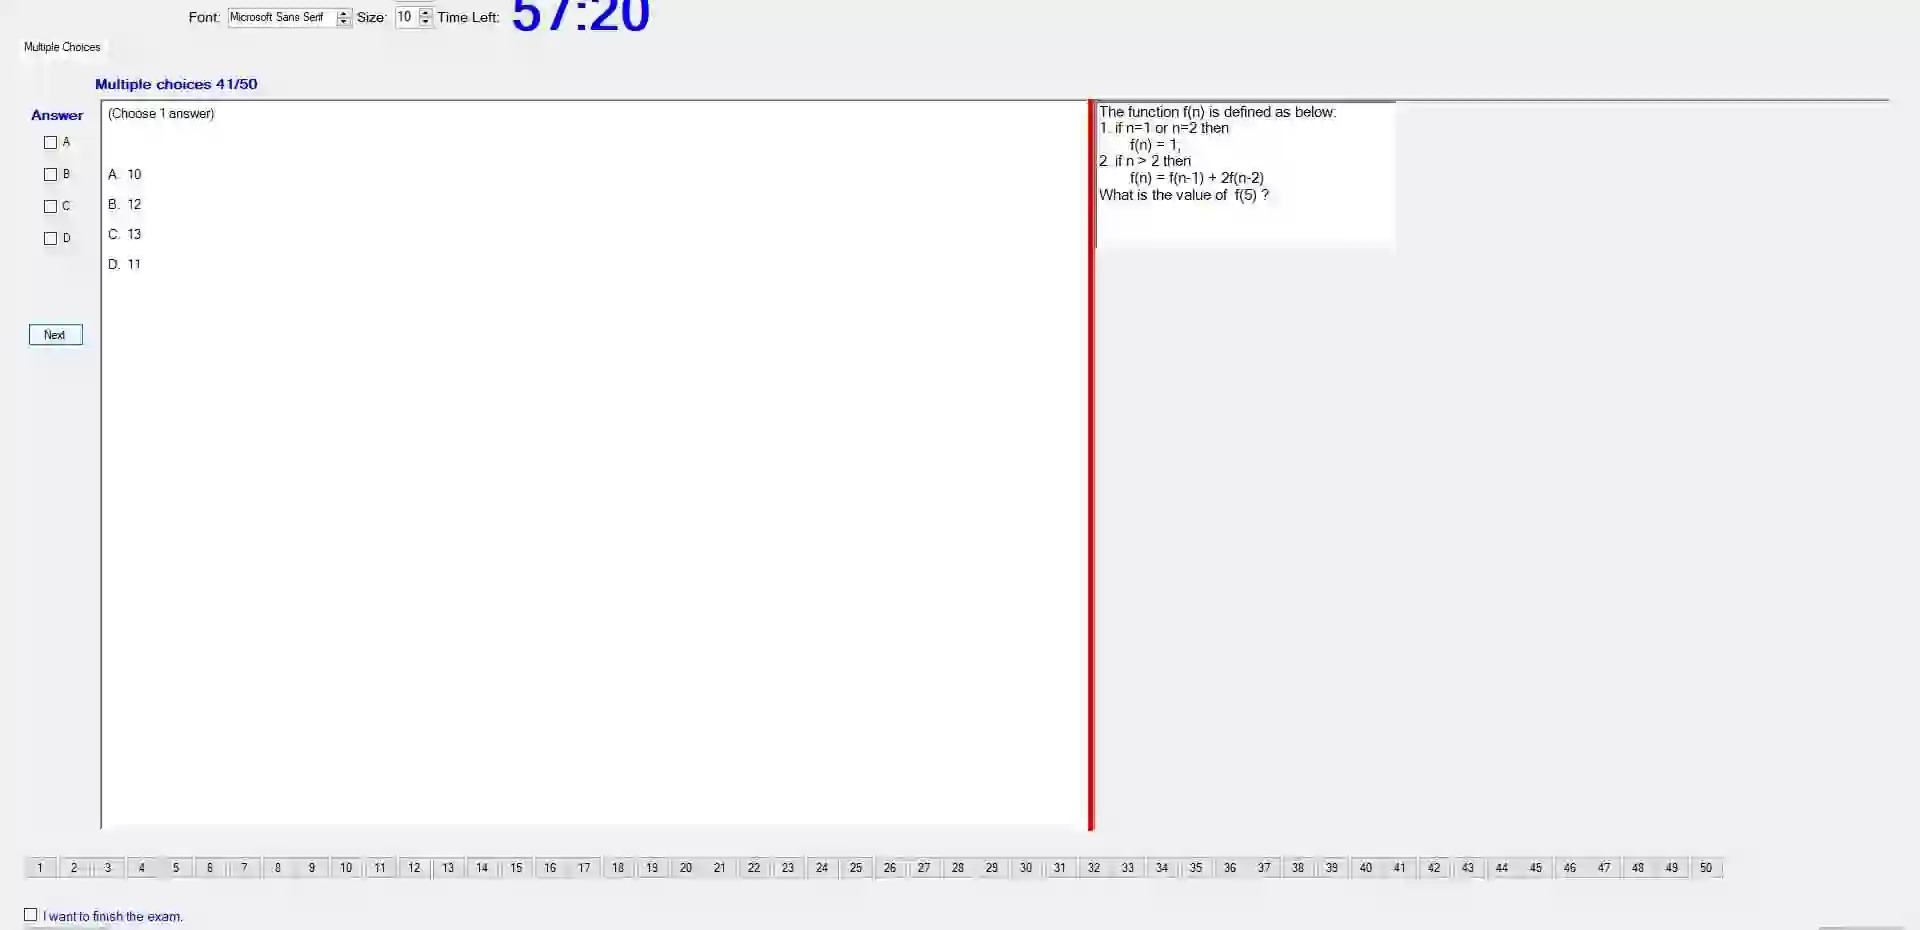 Font: Microsoft Sans Serif Size: 10 Time Left: 57:20
Multiple Choices
Multiple choices 41/50
Answer
A
B
C
D
Next
(Choose 1 answer)
A. 10
B. 12
C. 13
D. 11
The function f(n) is defined as below:
1. if n=1 or n=2 then
f(n) = 1,
2. if n > 2 then
f(n) = f(n-1) + 2f(n-2)
What is the value of f(5) ?
1 2 3 4 5 6 7 8 9 10 11 12 13 14 15 16 17 18 19 20 21 22 23 24 25 26 27 28 29 30 31 32 33 34 35 36 37 38 39 40 41 42 43 44 45 46 47 48 49 50
I want to finish the exam.